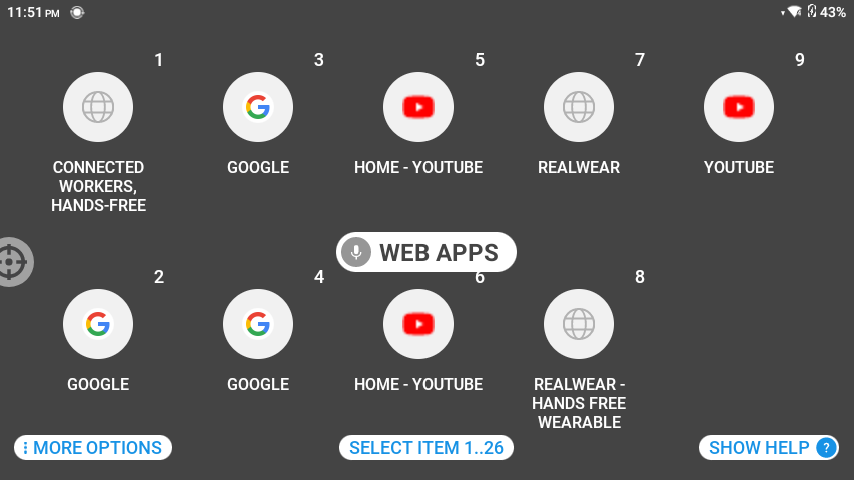 11:51 PM
43%
1
3
5
7
9
CONNECTED
WORKERS,
HANDS-FREE
GOOGLE
HOME - YOUTUBE
REALWEAR
YOUTUBE
WEB APPS
2
4
6
8
GOOGLE
GOOGLE
HOME - YOUTUBE
REALWEAR -
HANDS FREE
WEARABLE
MORE OPTIONS
SELECT ITEM 1..26
SHOW HELP ?